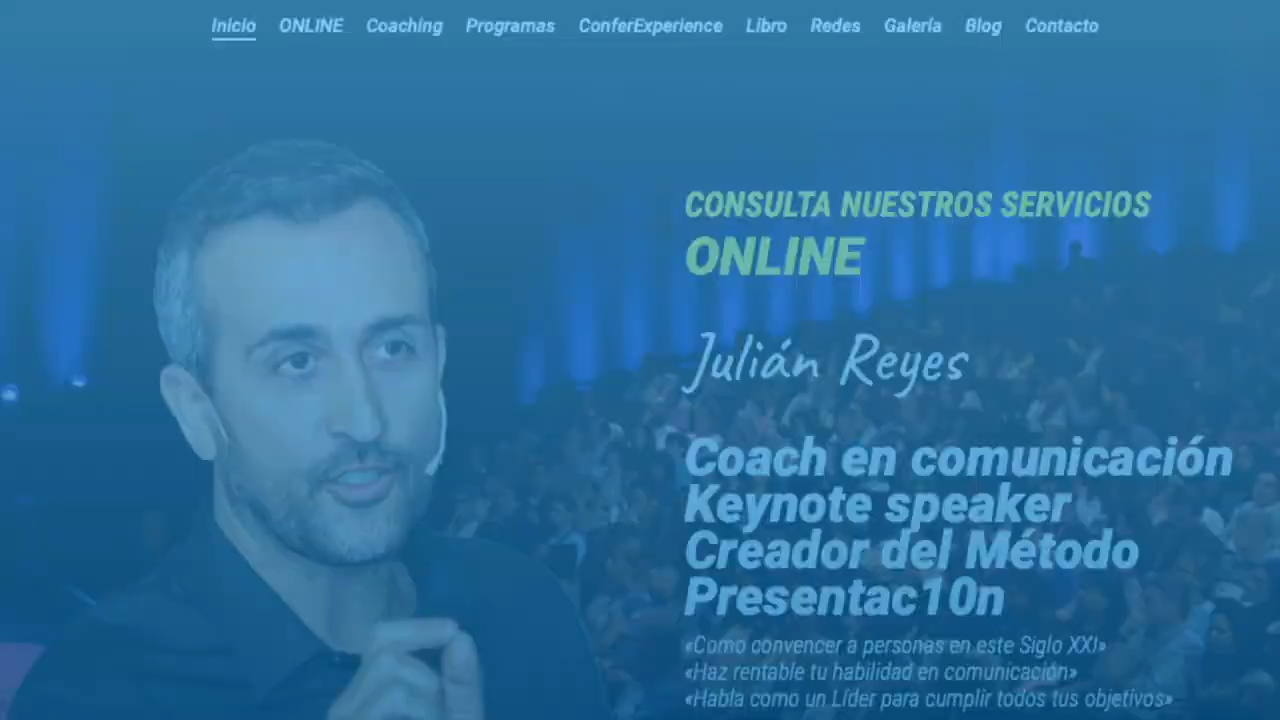 Inicio ONLINE Coaching Programas ConferExperience Libro Redes Galería Blog Contacto
CONSULTA NUESTROS SERVICIOS
ONLINE
Julián Reyes
Coach en comunicación
Keynote speaker
Creador del Método
Presentac10n
«Como convencer a personas en este Siglo XXI»
«Haz rentable tu habilidad en comunicación»
«Habla como un Líder para cumplir todos tus objetivos»